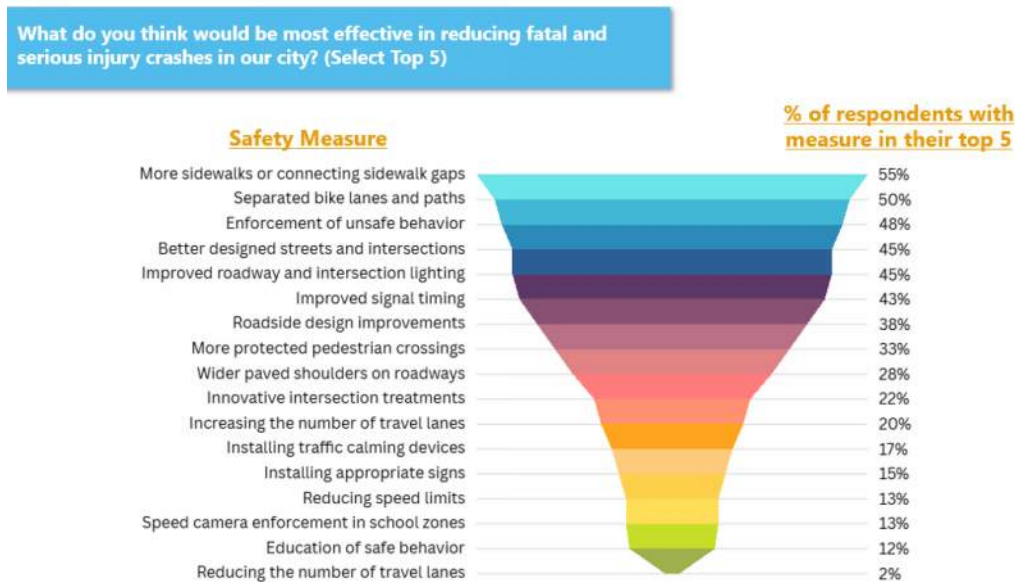 What do you think would be most effective in reducing fatal and
serious injury crashes in our city? (Select Top 5)
Safety Measure
% of respondents with
measure in their top 5
More sidewalks or connecting sidewalk gaps 55%
Separated bike lanes and paths 50%
Enforcement of unsafe behavior 48%
Better designed streets and intersections 45%
Improved roadway and intersection lighting 45%
Improved signal timing 43%
Roadside design improvements 38%
More protected pedestrian crossings 33%
Wider paved shoulders on roadways 28%
Innovative intersection treatments 22%
Increasing the number of travel lanes 20%
Installing traffic calming devices 17%
Installing appropriate signs 15%
Reducing speed limits 13%
Speed camera enforcement in school zones 13%
Education of safe behavior 12%
Reducing the number of travel lanes 2%